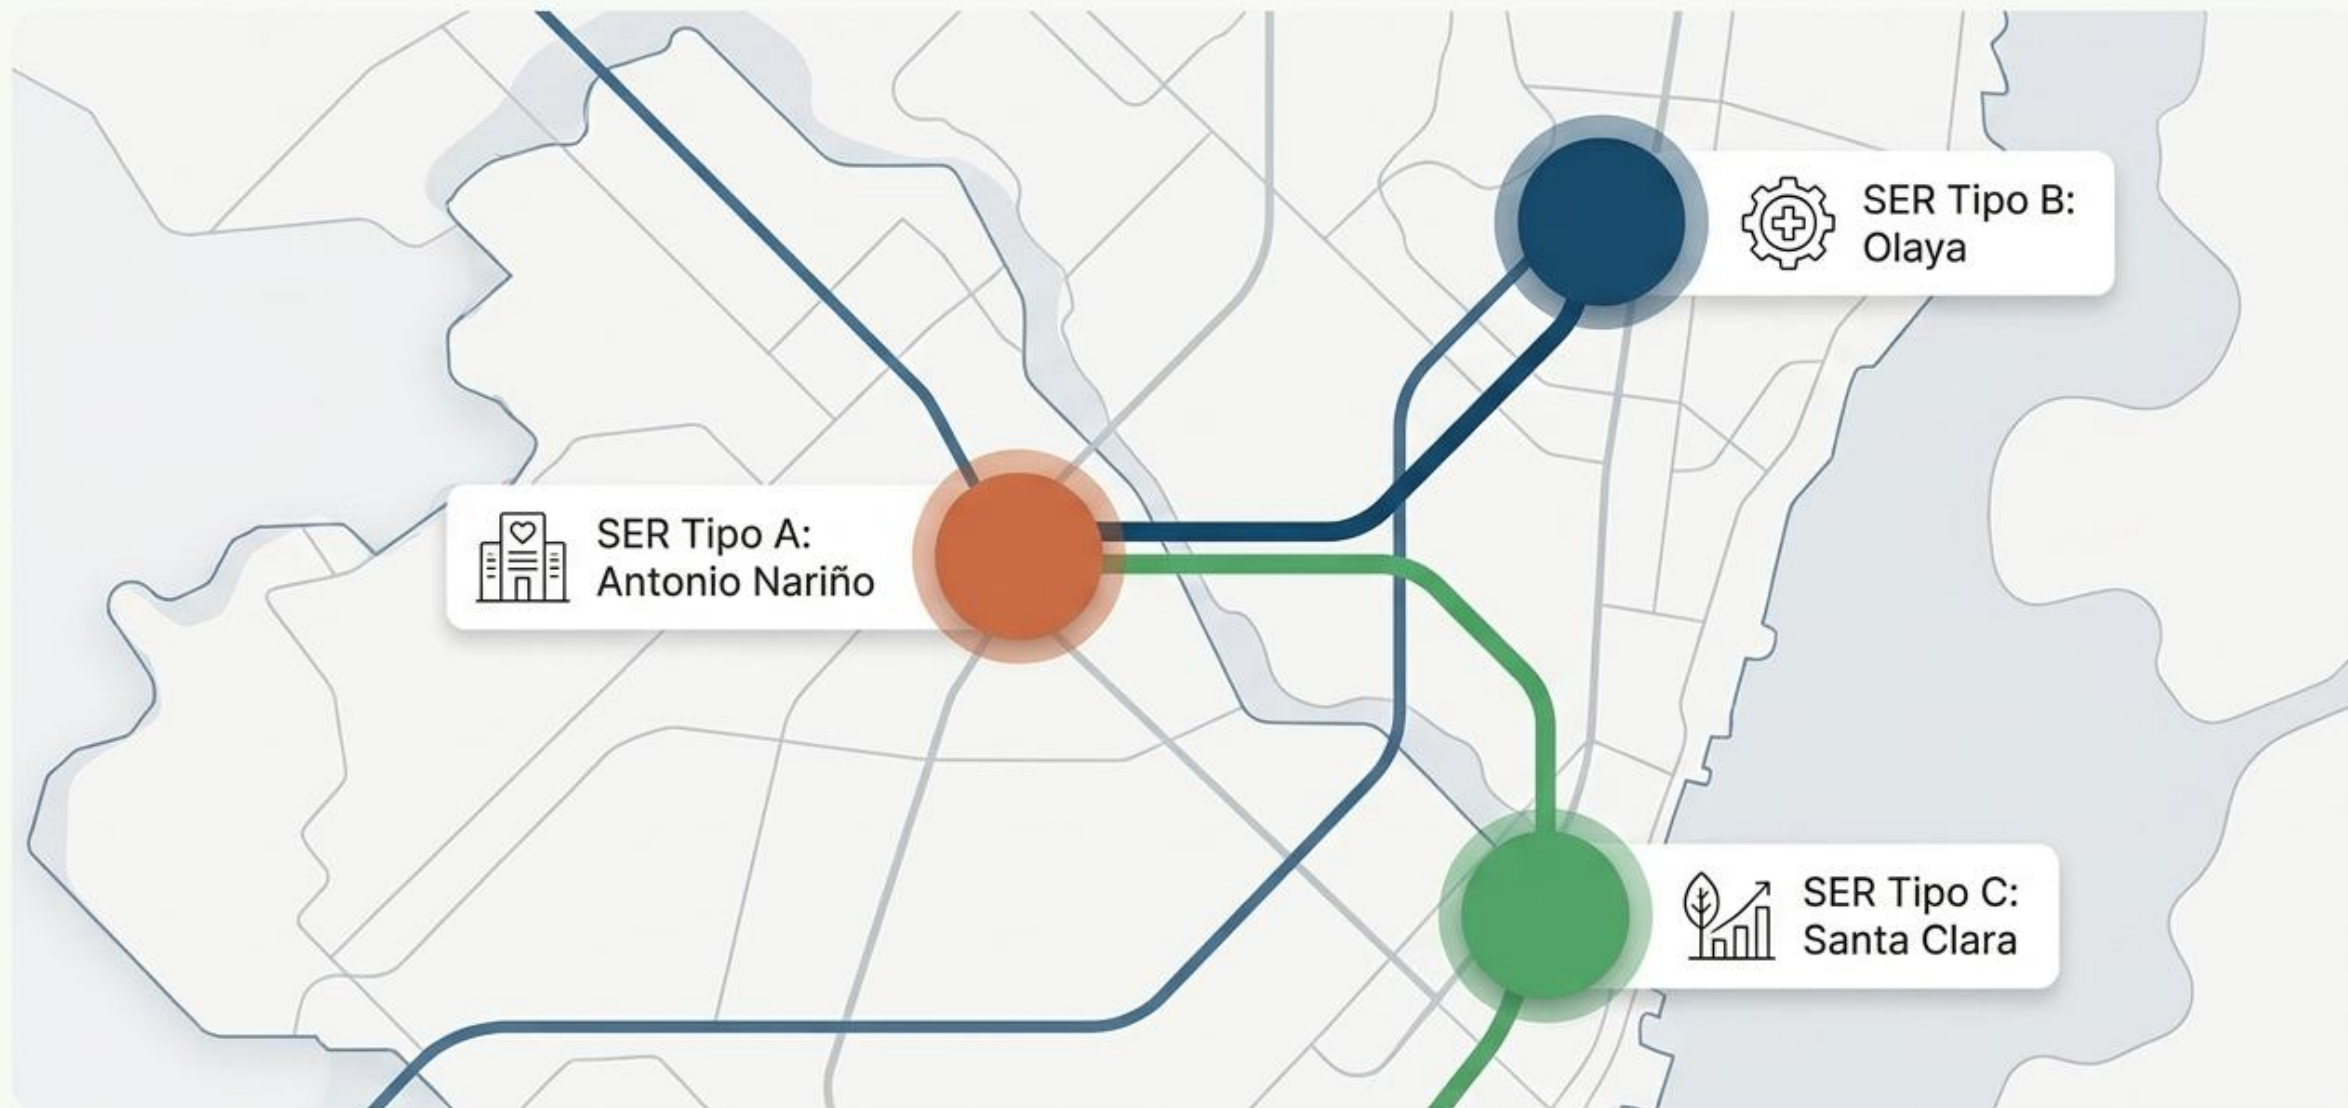 SER Tipo B:
Olaya
SER Tipo A:
Antonio Nariño
SER Tipo C:
Santa Clara